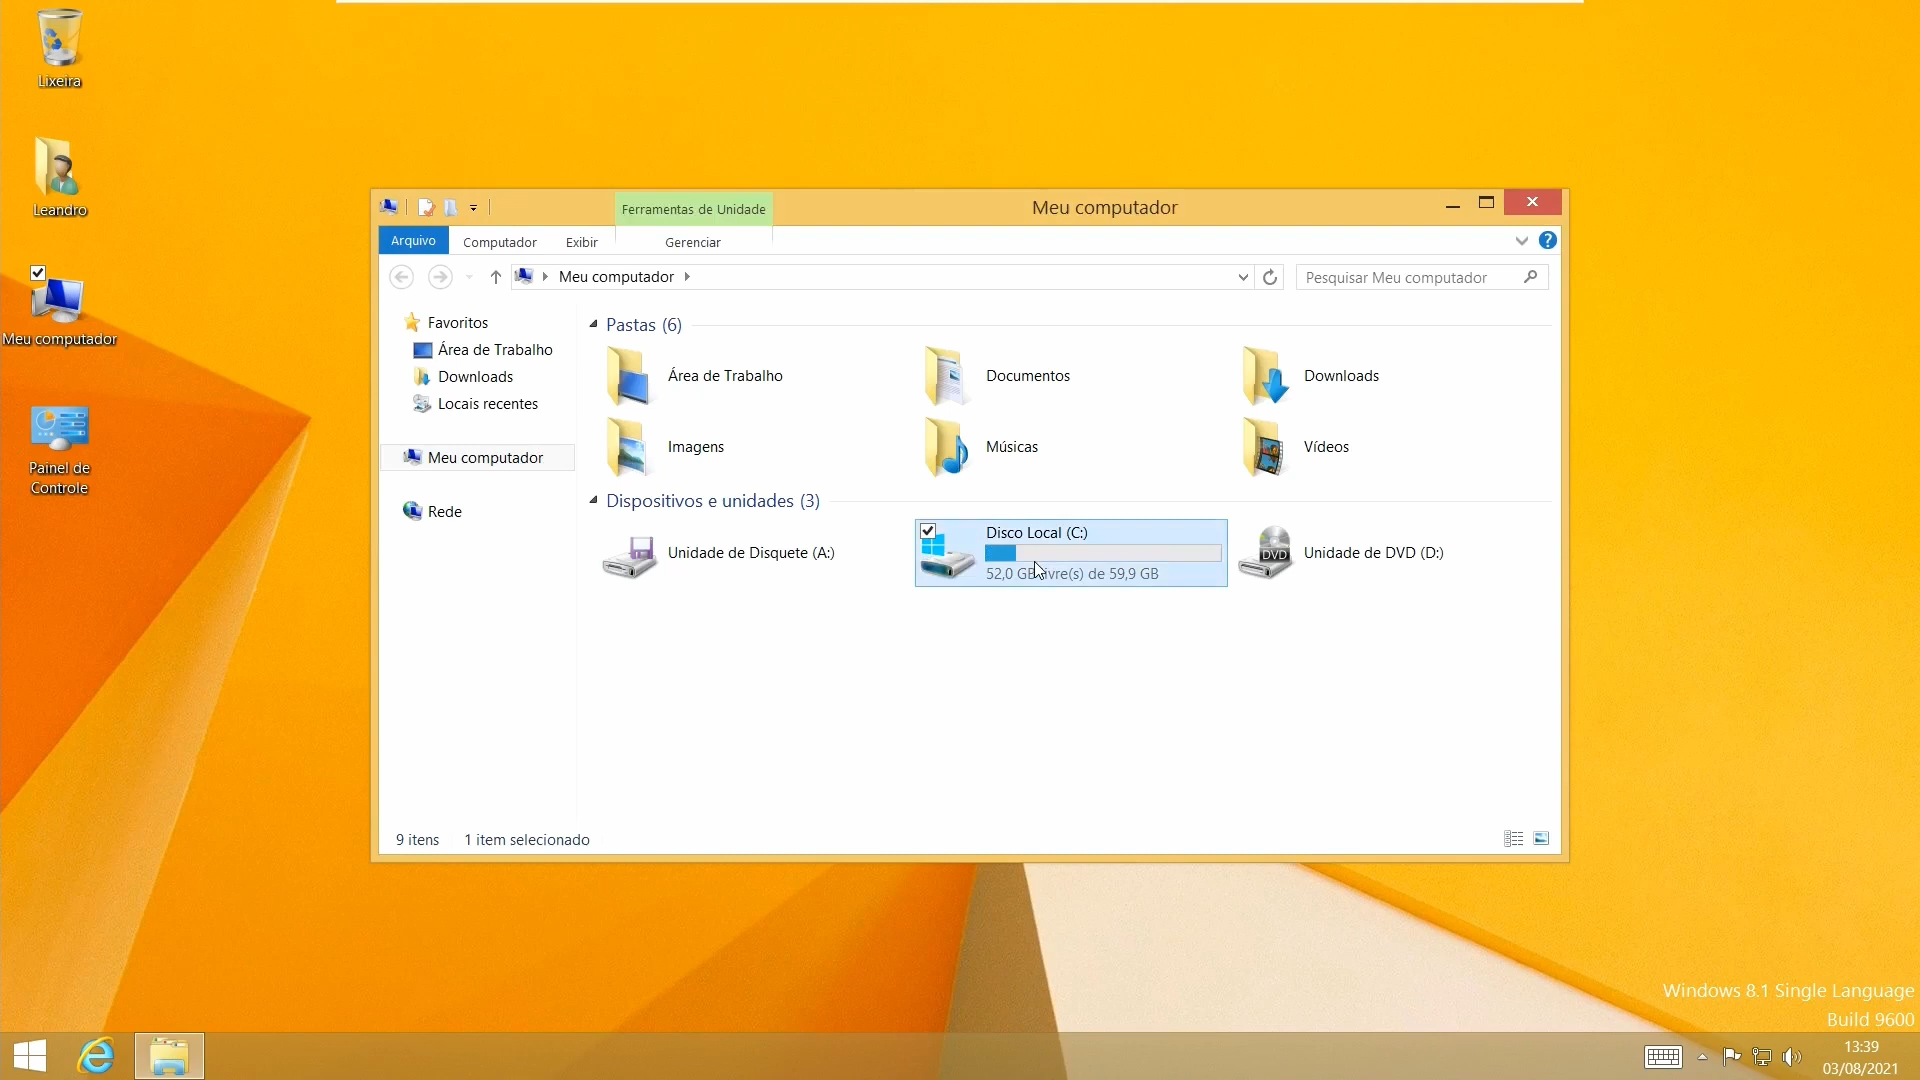 Lixeira
Leandro
Meu computador
Painel de
Controle
Ferramentas de Unidade
Meu computador
Arquivo
Computador
Exibir
Gerenciar
Meu computador
Pesquisar Meu computador
Favoritos
Área de Trabalho
Downloads
Locais recentes
Meu computador
Rede
Pastas (6)
Área de Trabalho
Documentos
Downloads
Imagens
Músicas
Vídeos
Dispositivos e unidades (3)
Unidade de Disquete (A:)
Disco Local (C:)
52,0 GB livre(s) de 59,9 GB
DVD
Unidade de DVD (D:)
9 itens
1 item selecionado
Windows 8.1 Single Language
Build 9600
13:39
03/08/2021